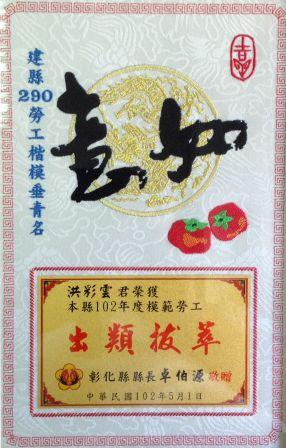 建縣290勞工楷模垂青名
如意
洪彩雲 君榮獲
本縣102年度模範勞工
出類拔萃
彰化縣縣長卓伯源 敬贈
中華民國102年5月1日